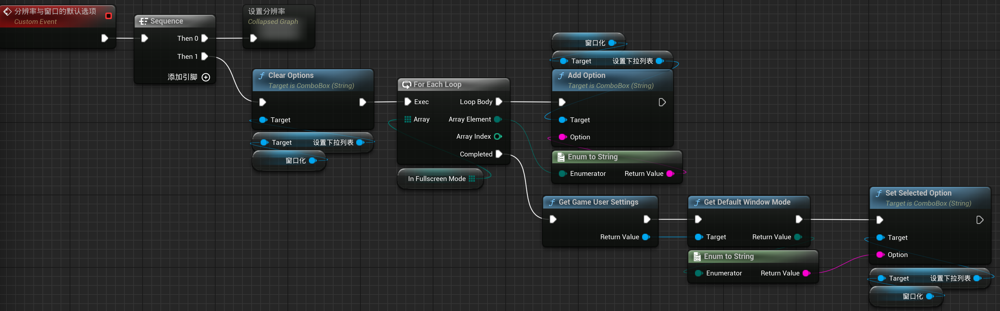 分辨率与窗口的默认选项
Custom Event
Sequence
Then 0
Then 1
添加引脚
设置分辨率
Collapsed Graph
Clear Options
Target is ComboBox (String)
Target
Target 设置下拉列表
窗口化
For Each Loop
Exec Loop Body
Array Array Element
Array Index
Completed
In Fullscreen Mode
窗口化
Target 设置下拉列表
Add Option
Target is ComboBox (String)
Target
Option
Enum to String
Enumerator Return Value
Get Game User Settings
Return Value
Get Default Window Mode
Target Return Value
Enum to String
Enumerator Return Value
Set Selected Option
Target is ComboBox (String)
Target
Option
Target 设置下拉列表
窗口化